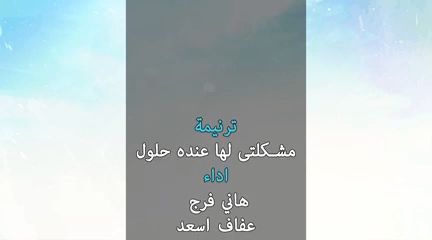 ترنيمة
مشكلتى لها عنده حلول
اداء
هاني فرج
عفاف اسعد